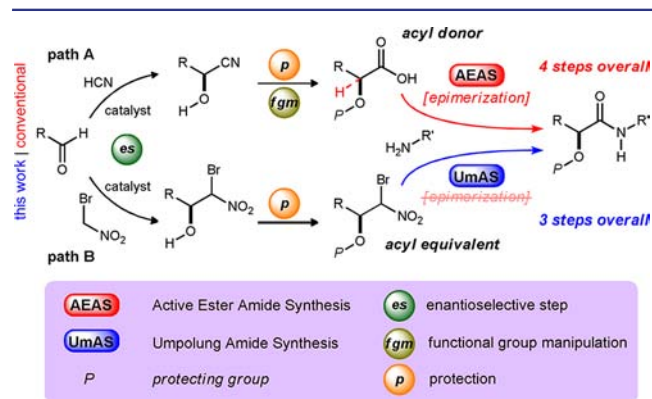 path A
acyl donor
HCN
catalyst
R
CN
H
O
p
fgm
R
O
OH
H
O
P
AEAS
[epimerization]
4 steps overall
R
H
O
es
this work | conventional
H2N
R'
O
R
N
R'
H
O
P
UmAS
[epimerization]
3 steps overall
Br
NO2
catalyst
path B
Br
R
NO2
H
O
p
Br
R
NO2
O
P
acyl equivalent
AEAS Active Ester Amide Synthesis es enantioselective step
UmAS Umpolung Amide Synthesis fgm functional group manipulation
P protecting group p protection